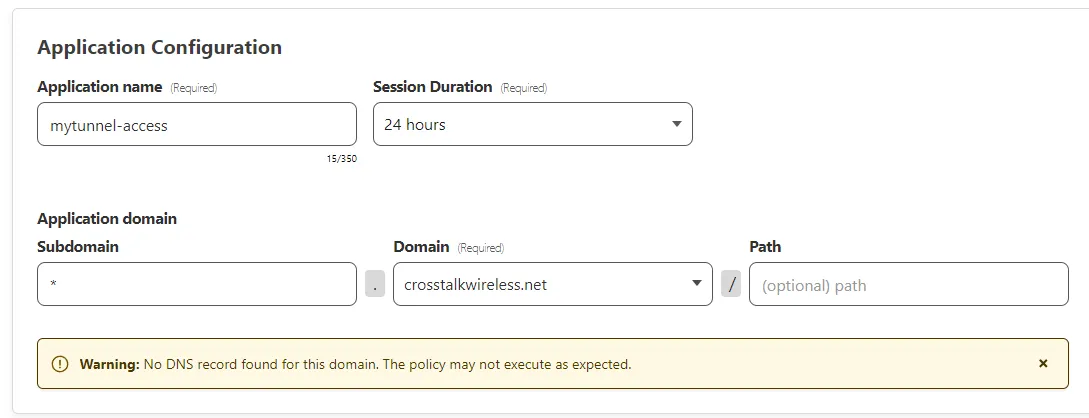 Application Configuration
Application name (Required) Session Duration (Required)
mytunnel-access 24 hours
15/350
Application domain
Subdomain Domain (Required) Path
* . crosstalkwireless.net / (optional) path
Warning: No DNS record found for this domain. The policy may not execute as expected. ×